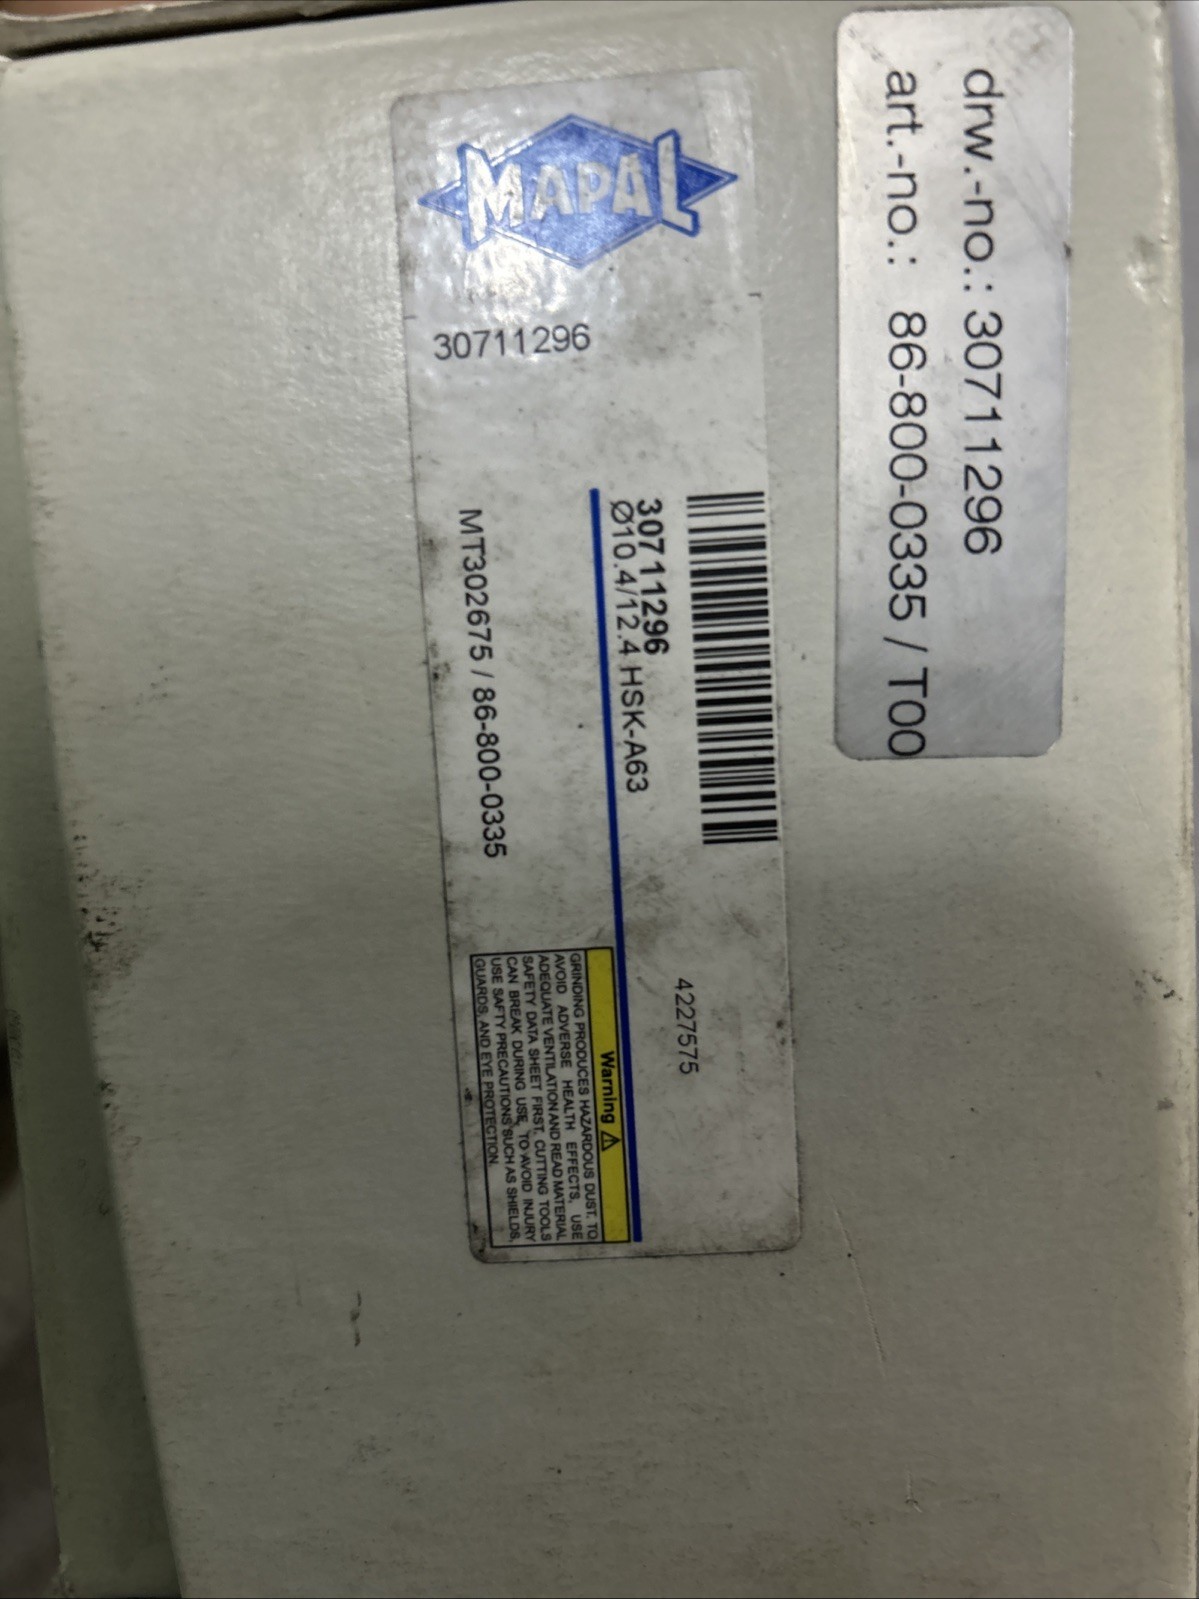 drw.-no.: 30711296
art.-no.: 86-800-0335 / T00
MAPAL
30711296
4227575
30711296
Ø10.4/12.4 HSK-A63
MT302675 / 86-800-0335
Warning
GRINDING PRODUCES HAZARDOUS DUST, TO
AVOID ADVERSE HEALTH EFFECTS, USE
ADEQUATE VENTILATION AND READ MATERIAL
SAFETY DATA SHEET FIRST, CUTTING TOOLS
CAN BREAK DURING USE, TO AVOID INJURY
USE SAFTY PRECAUTIONS SUCH AS SHIELDS,
GUARDS, AND EYE PROTECTION.